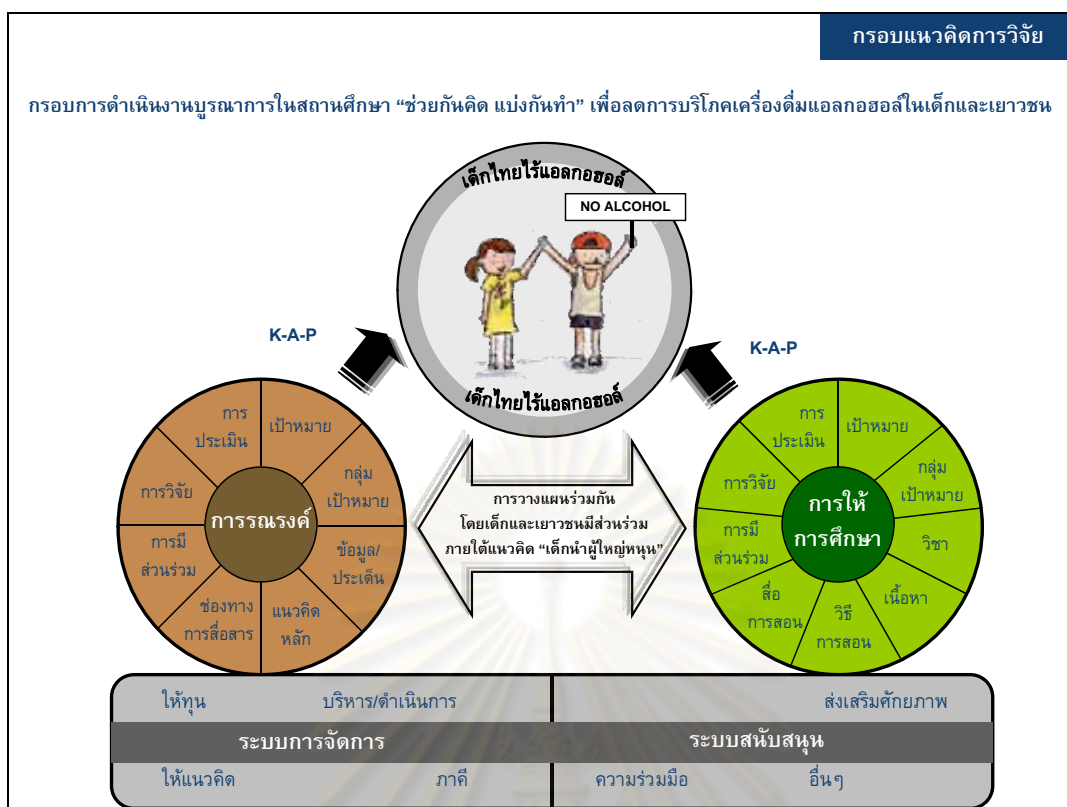 กรอบแนวคิดการวิจัย
กรอบการดำเนินงานบูรณาการในสถานศึกษา “ช่วยกันคิด แบ่งกันทำ” เพื่อลดการบริโภคเครื่องดื่มแอลกอฮอล์ในเด็กและเยาวชน
เด็กไทยไร้แอลกอฮอล์
NO ALCOHOL
เด็กไทยไร้แอลกอฮอล์
K-A-P
K-A-P
การรณรงค์
เป้าหมาย
กลุ่ม
เป้าหมาย
ข้อมูล/
ประเด็น
แนวคิด
หลัก
ช่องทาง
การสื่อสาร
การมี
ส่วนร่วม
การวิจัย
การ
ประเมิน
การวางแผนร่วมกัน
โดยเด็กและเยาวชนมีส่วนร่วม
ภายใต้แนวคิด “เด็กนำผู้ใหญ่หนุน”
การให้
การศึกษา
เป้าหมาย
กลุ่ม
เป้าหมาย
วิชา
เนื้อหา
วิธี
การสอน
สื่อ
การสอน
การมี
ส่วนร่วม
การวิจัย
การ
ประเมิน
ให้ทุน บริหาร/ดำเนินการ ส่งเสริมศักยภาพ
ระบบการจัดการ ระบบสนับสนุน
ให้แนวคิด ภาคี ความร่วมมือ อื่นๆ